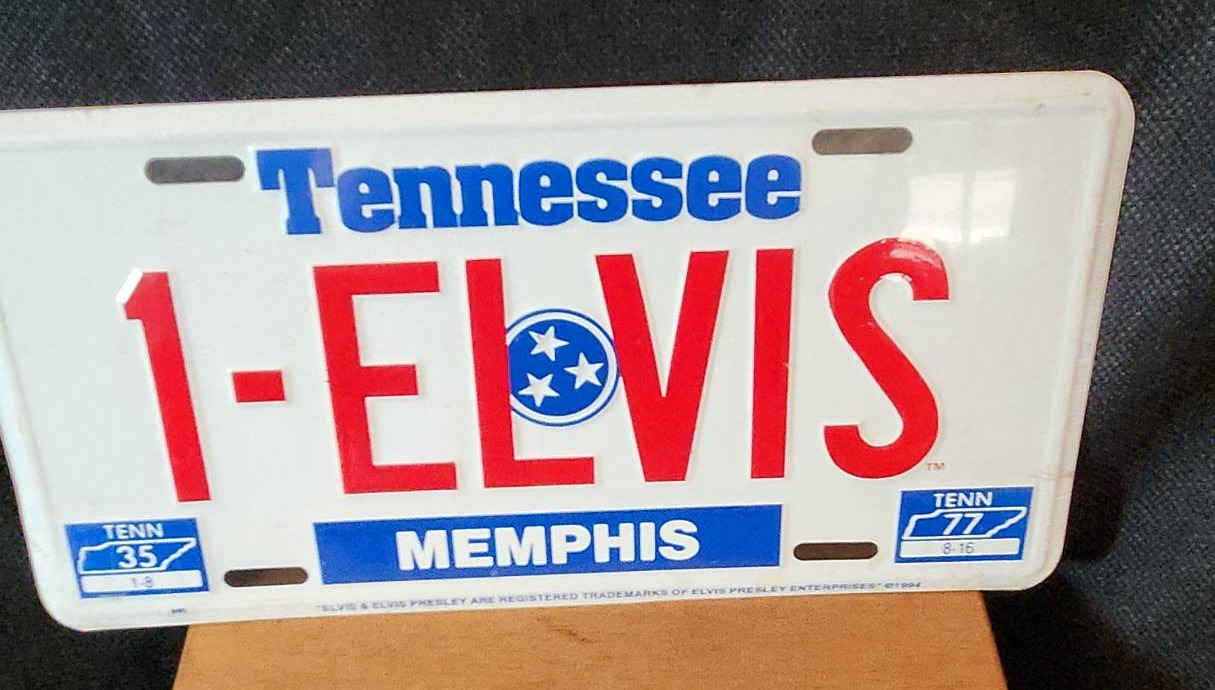 Tennessee
1-ELVIS
TM
TENN
35
1-8
MEMPHIS
TENN
77
8-16
"ELVIS & ELVIS PRESLEY ARE REGISTERED TRADEMARKS OF ELVIS PRESLEY ENTERPRISES" ©1994